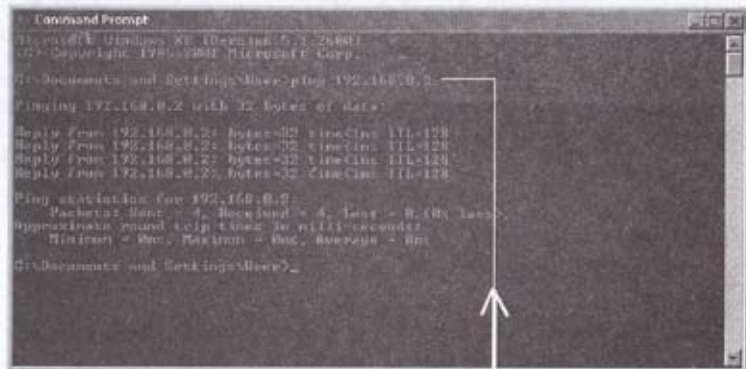 Command Prompt
Microsoft Windows XP [Version 5.1.2600]
(C) Copyright 1985-2001 Microsoft Corp.
C:\Documents and Settings\User>ping 192.168.0.2
Pinging 192.168.0.2 with 32 bytes of data:
Reply from 192.168.0.2: bytes=32 time<1ms TTL=128
Reply from 192.168.0.2: bytes=32 time<1ms TTL=128
Reply from 192.168.0.2: bytes=32 time<1ms TTL=128
Reply from 192.168.0.2: bytes=32 time<1ms TTL=128
Ping statistics for 192.168.0.2:
Packets: Sent = 4, Received = 4, Lost = 0 (0% loss),
Approximate round trip times in milli-seconds:
Minimum = 0ms, Maximum = 0ms, Average = 0ms
C:\Documents and Settings\User>_